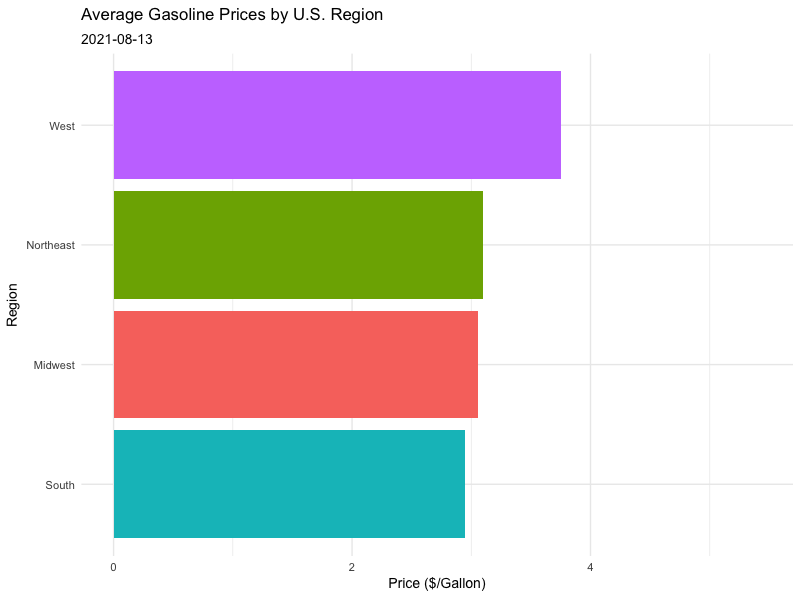 Average Gasoline Prices by U.S. Region
2021-08-13
West
Northeast
Midwest
South
Region
0 2 4
Price ($/Gallon)